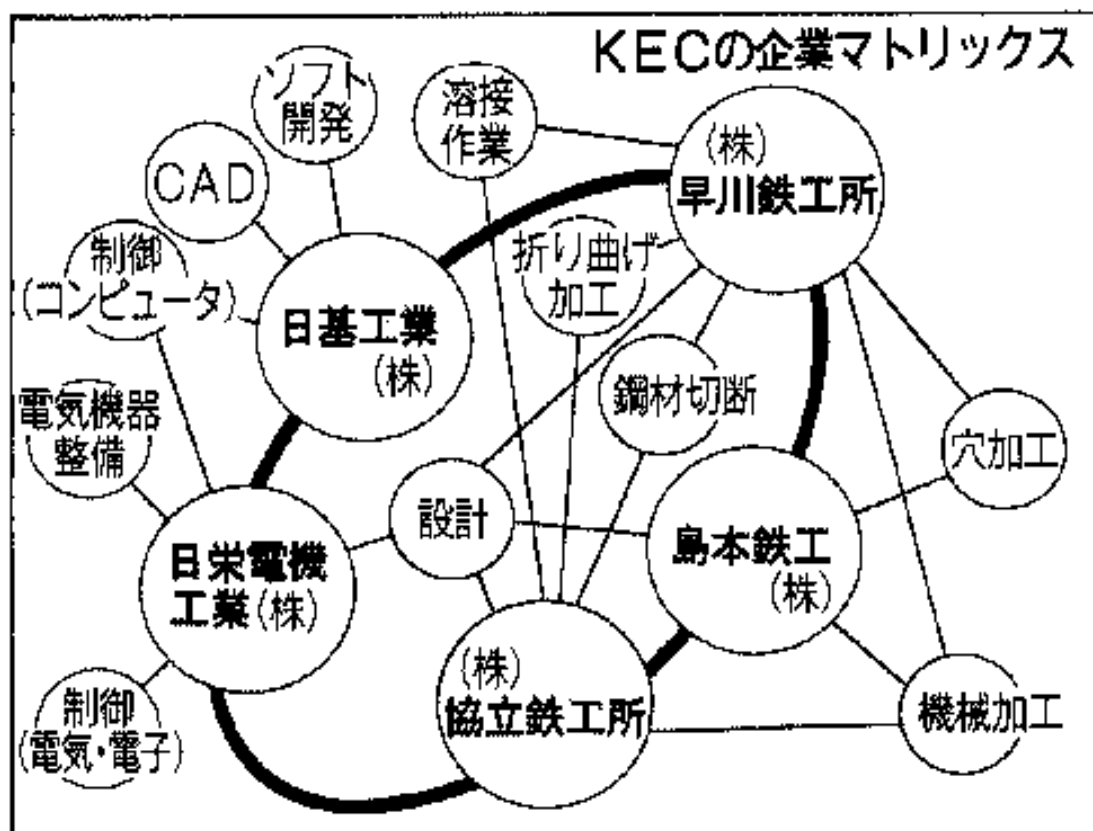 KECの企業マトリックス
ソフト
開発
溶接
作業
(株)
早川鉄工所
CAD
制御
(コンピュータ)
折り曲げ
加工
日基工業
(株)
電気機器
整備
鋼材切断
穴加工
設計
島本鉄工
(株)
日栄電機
工業(株)
(株)
協立鉄工所
制御
(電気・電子)
機械加工